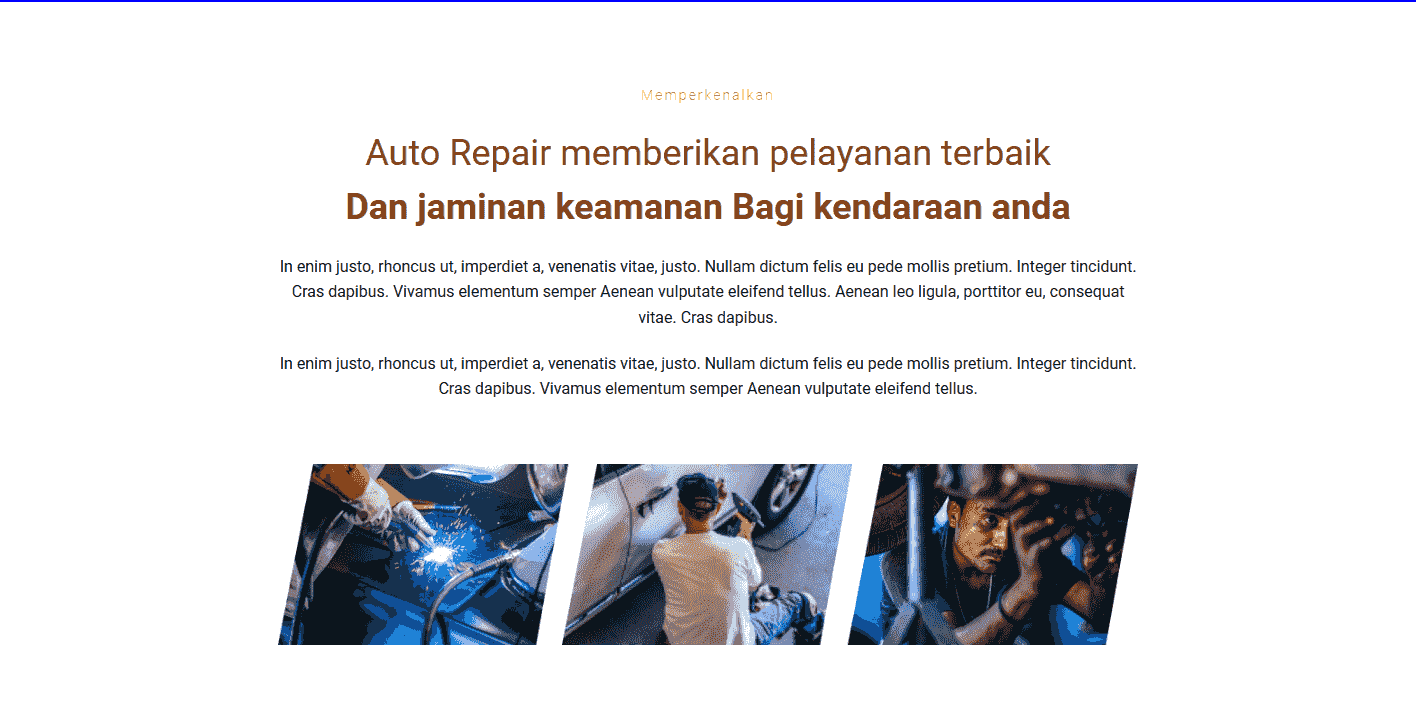 Memperkenalkan
Auto Repair memberikan pelayanan terbaik
Dan jaminan keamanan Bagi kendaraan anda
In enim justo, rhoncus ut, imperdiet a, venenatis vitae, justo. Nullam dictum felis eu pede mollis pretium. Integer tincidunt.
Cras dapibus. Vivamus elementum semper Aenean vulputate eleifend tellus. Aenean leo ligula, porttitor eu, consequat
vitae. Cras dapibus.
In enim justo, rhoncus ut, imperdiet a, venenatis vitae, justo. Nullam dictum felis eu pede mollis pretium. Integer tincidunt.
Cras dapibus. Vivamus elementum semper Aenean vulputate eleifend tellus.